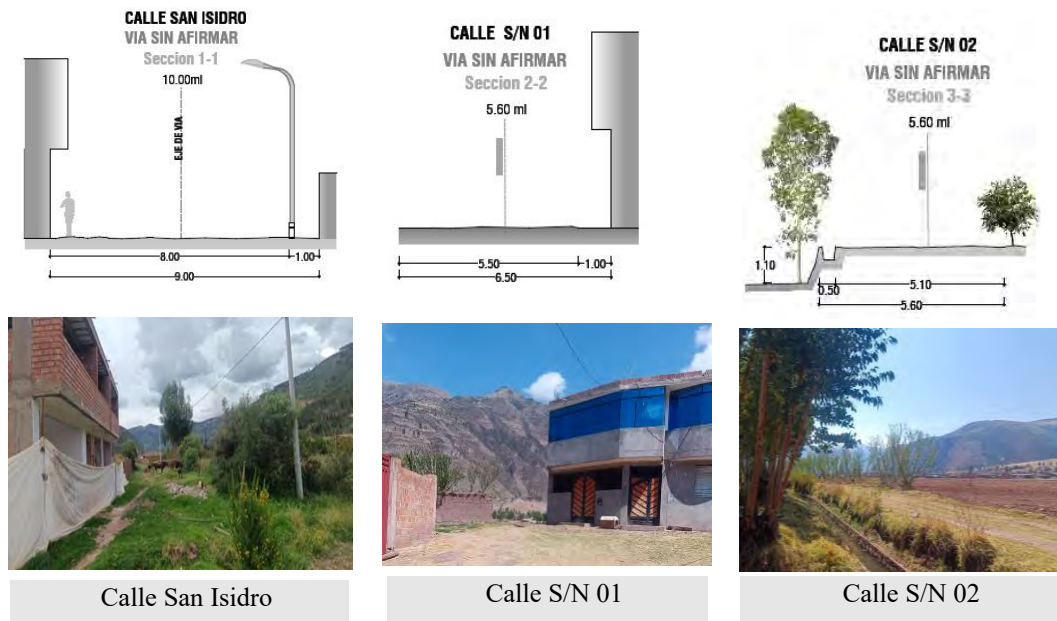 CALLE SAN ISIDRO
VIA SIN AFIRMAR
Seccion 1-1
10.00ml
EJE DE VIA
8.00
1.00
9.00
CALLE S/N 01
VIA SIN AFIRMAR
Seccion 2-2
5.60 ml
5.50
1.00
6.50
CALLE S/N 02
VIA SIN AFIRMAR
Seccion 3-3
5.60 ml
1.10
0.50
5.10
5.60
Calle San Isidro
Calle S/N 01
Calle S/N 02